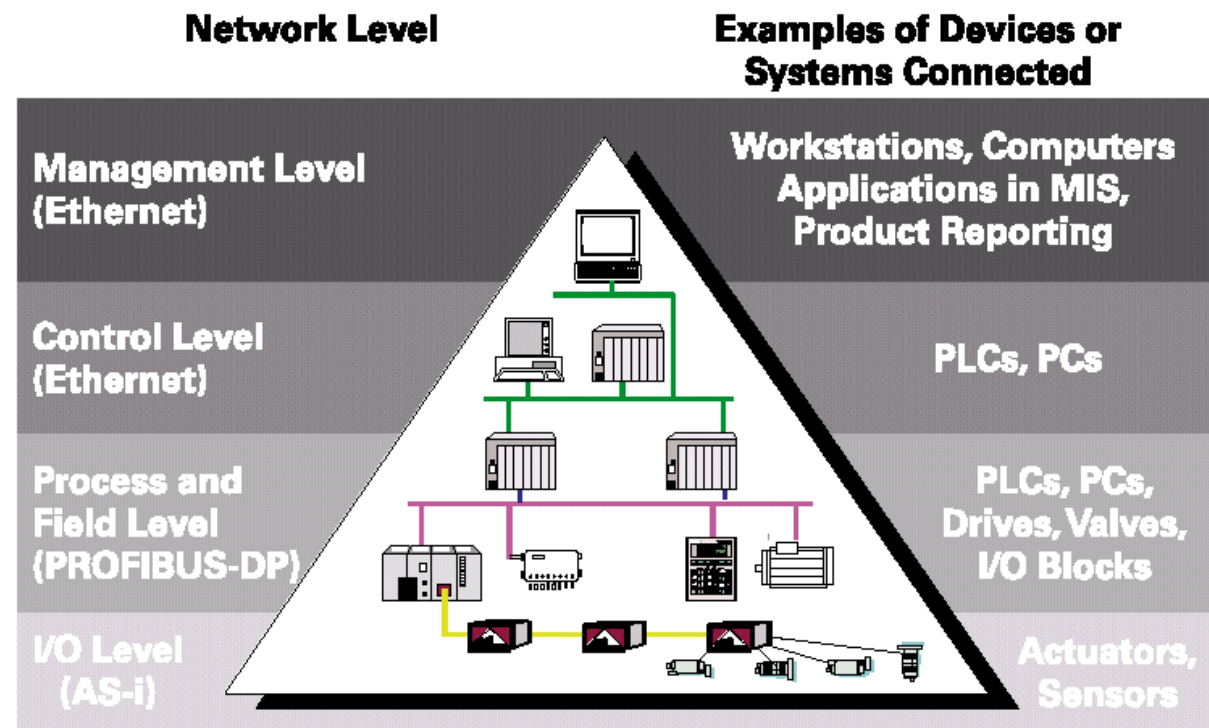 Network Level
Examples of Devices or
Systems Connected
Management Level
(Ethernet)
Workstations, Computers
Applications in MIS,
Product Reporting
Control Level
(Ethernet)
PLCs, PCs
Process and
Field Level
(PROFIBUS-DP)
PLCs, PCs,
Drives, Valves,
I/O Blocks
I/O Level
(AS-i)
Actuators,
Sensors